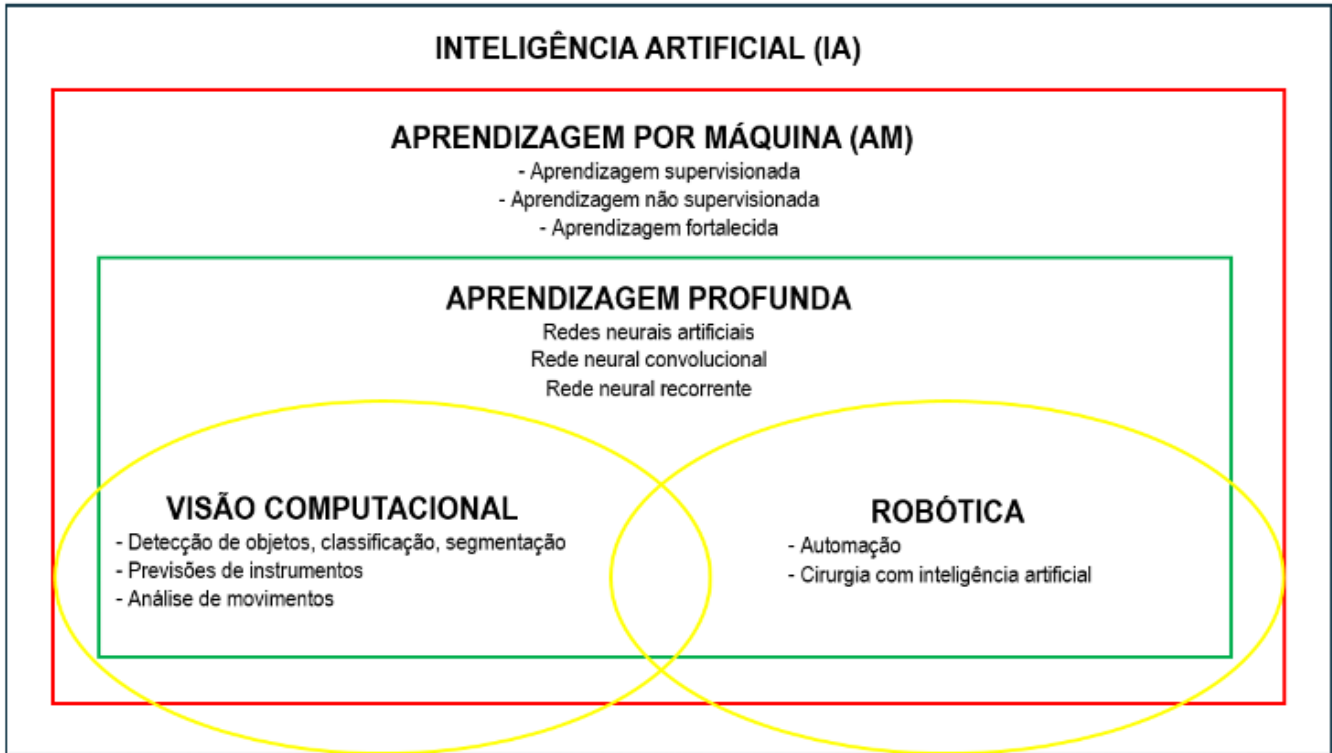 INTELIGÊNCIA ARTIFICIAL (IA)
APRENDIZAGEM POR MÁQUINA (AM)
- Aprendizagem supervisionada
- Aprendizagem não supervisionada
- Aprendizagem fortalecida
APRENDIZAGEM PROFUNDA
Redes neurais artificiais
Rede neural convolucional
Rede neural recorrente
VISÃO COMPUTACIONAL
- Detecção de objetos, classificação, segmentação
- Previsões de instrumentos
- Análise de movimentos
ROBÓTICA
- Automação
- Cirurgia com inteligência artificial